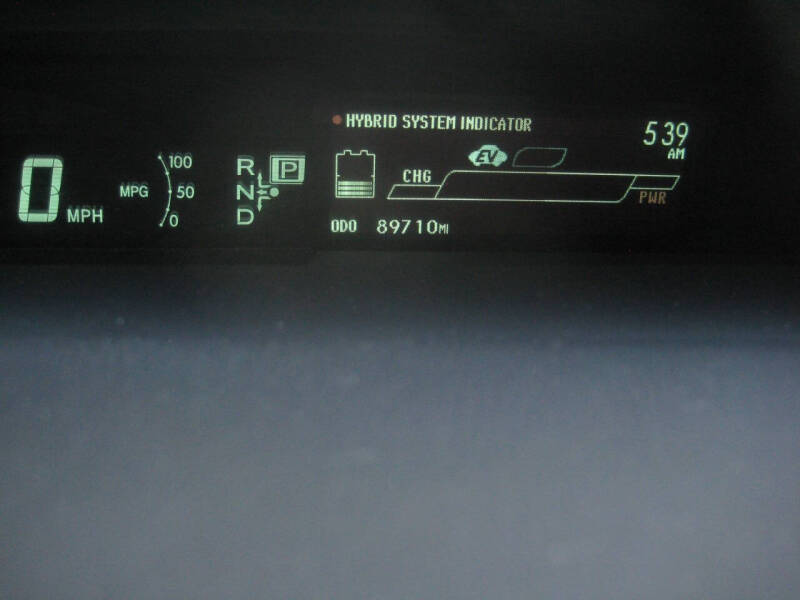 HYBRID SYSTEM INDICATOR
539
AM
0 MPH
MPG
100
50
0
R
N
D
P
CHG
EV
PWR
ODO 89710MI